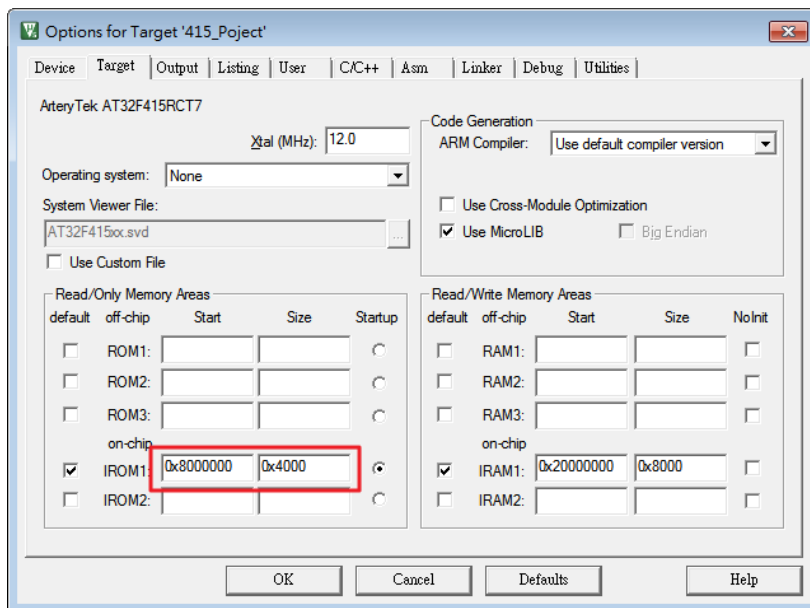 Options for Target '415_Poject'
Device Target Output Listing User C/C++ Asm Linker Debug Utilities
ArteryTek AT32F415RCT7
Xtal (MHz): 12.0
Operating system: None
System Viewer File:
AT32F415xx.svd ...
Use Custom File
Code Generation
ARM Compiler: Use default compiler version
Use Cross-Module Optimization
Use MicroLIB Big Endian
Read/Only Memory Areas
default off-chip Start Size Startup
ROM1:
ROM2:
ROM3:
on-chip
IROM1: 0x8000000 0x4000
IROM2:
Read/Write Memory Areas
default off-chip Start Size NoInit
RAM1:
RAM2:
RAM3:
on-chip
IRAM1: 0x20000000 0x8000
IRAM2:
OK Cancel Defaults Help